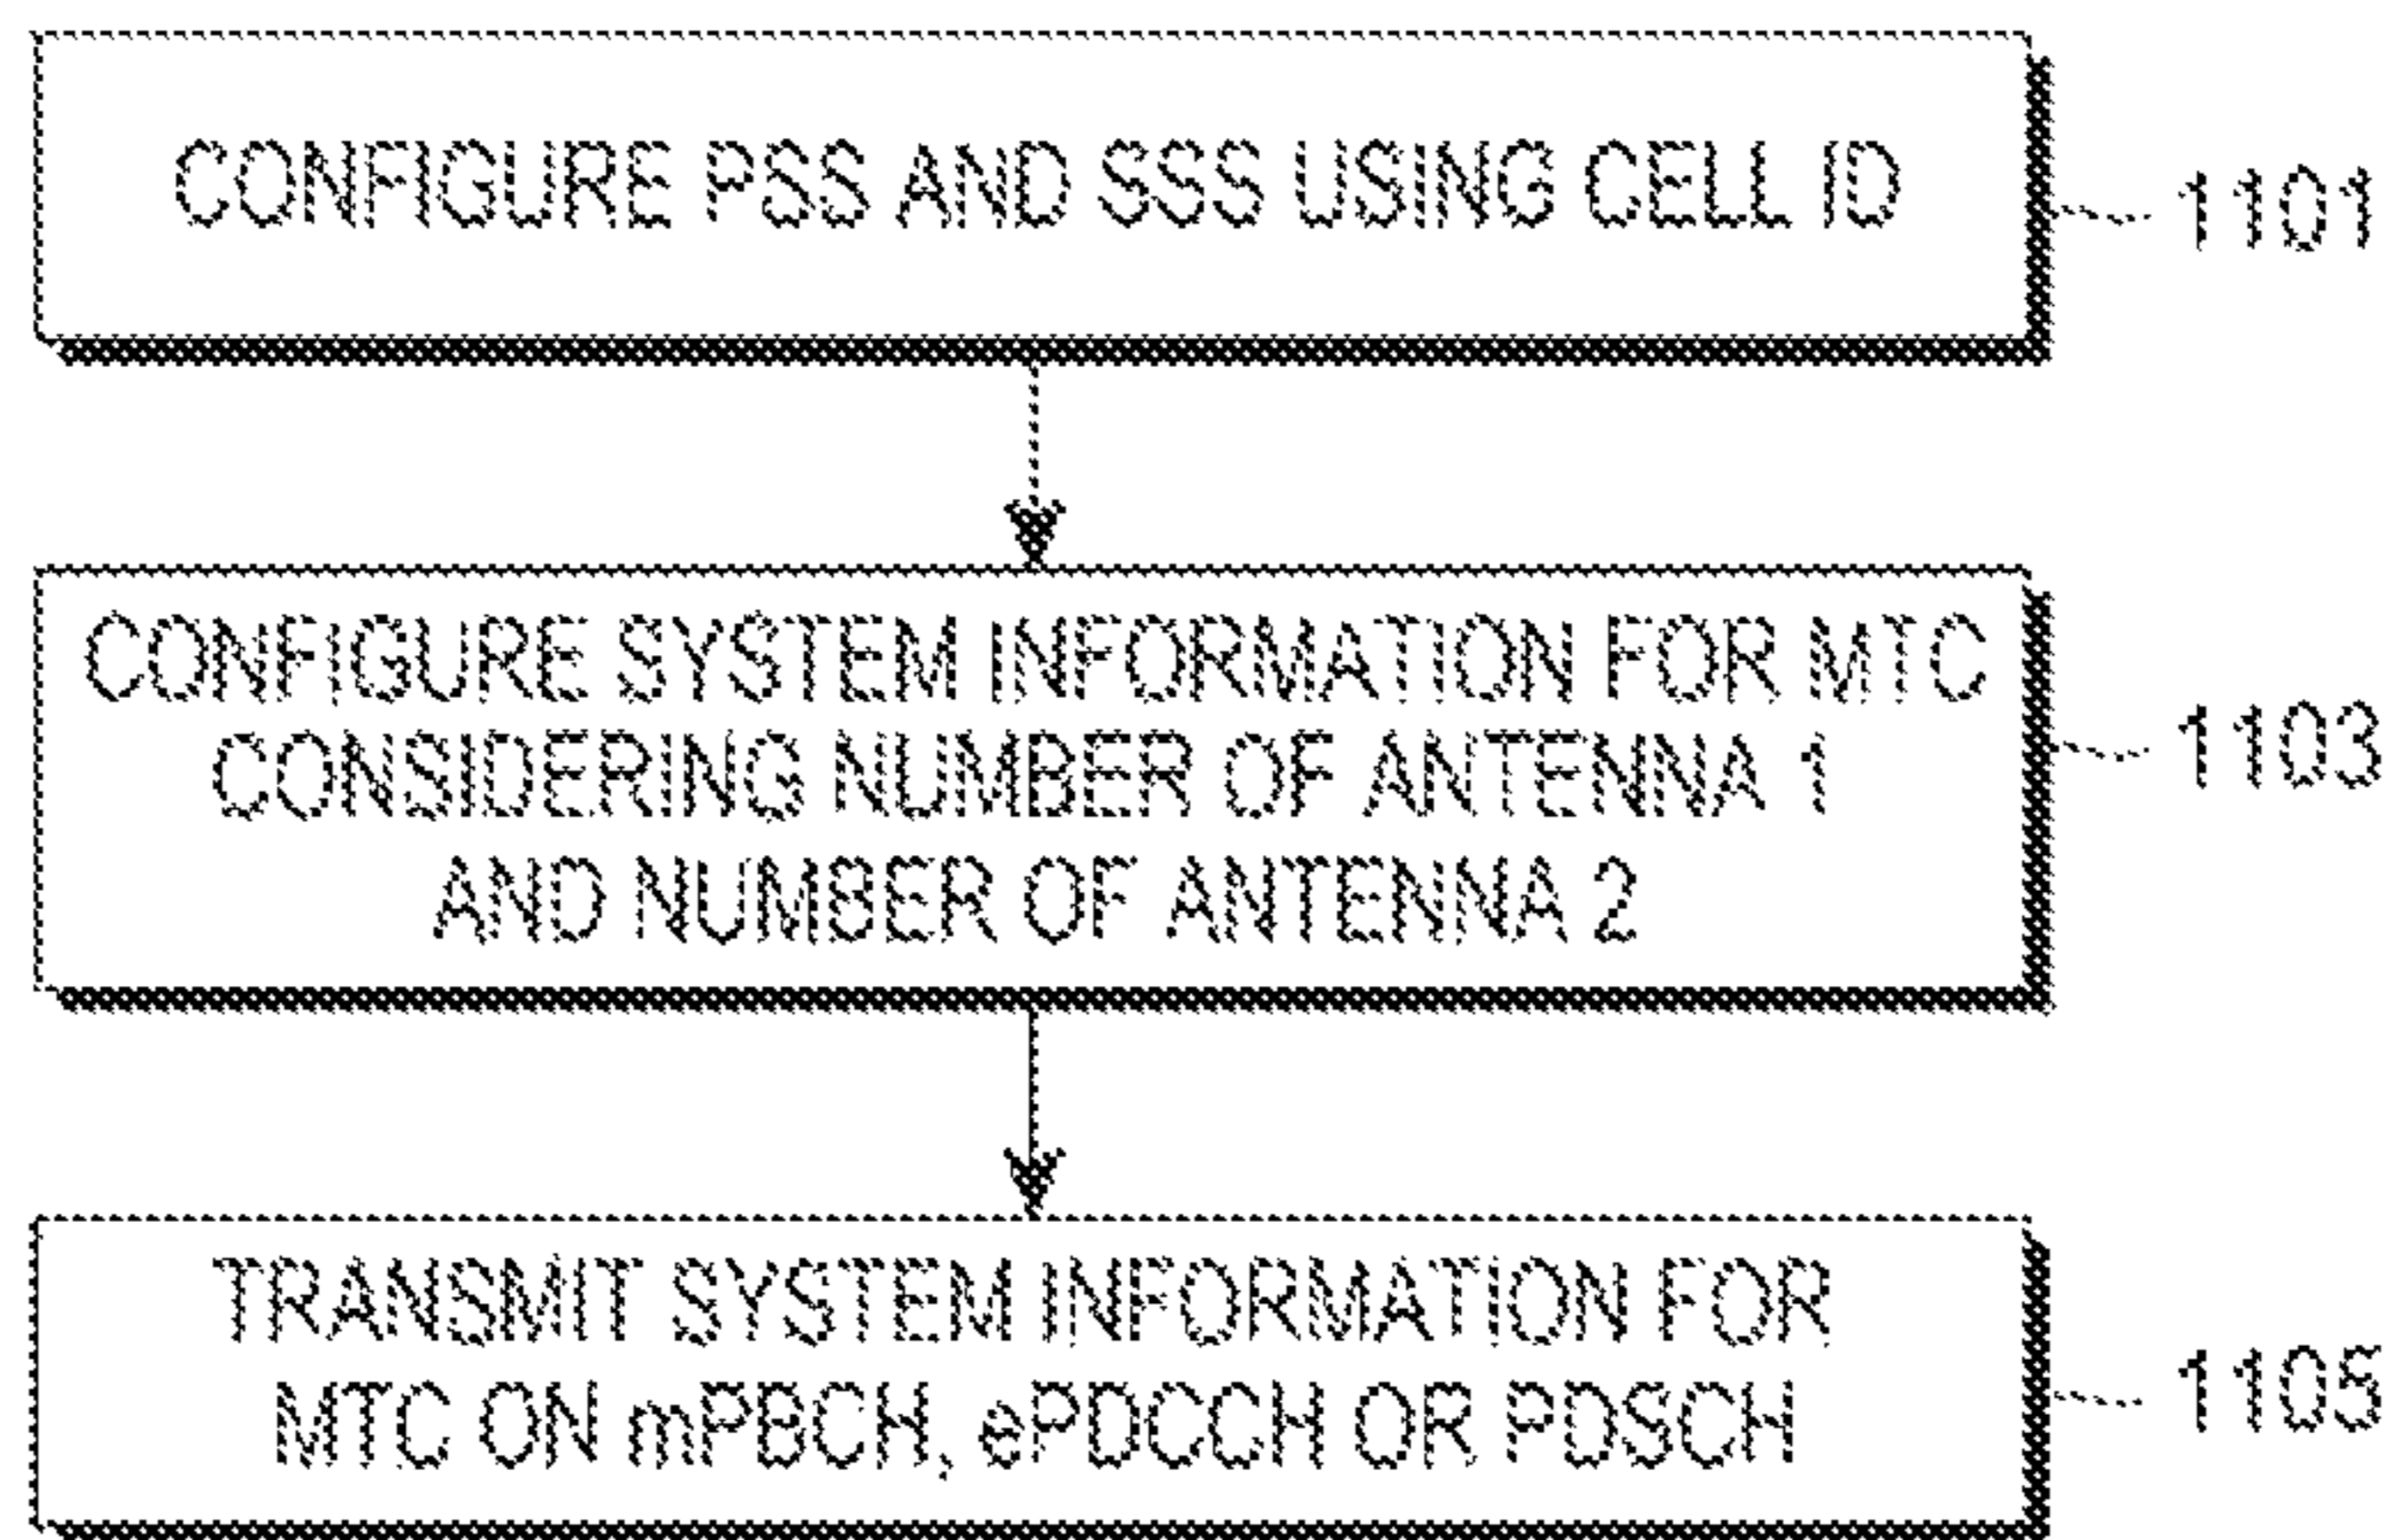 CONFIGURE PSS AND SSS USING CELL ID
1101
CONFIGURE SYSTEM INFORMATION FOR MTC
CONSIDERING NUMBER OF ANTENNA 1
AND NUMBER OF ANTENNA 2
1103
TRANSMIT SYSTEM INFORMATION FOR
MTC ON mPBCH, ePDCCH OR PDSCH
1105